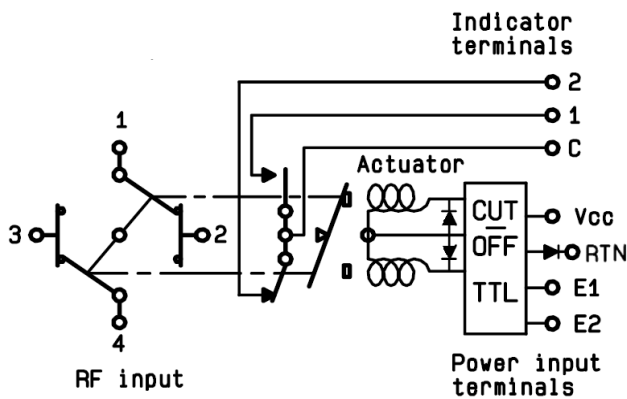 Indicator
terminals
2
1
C
1
Actuator
3
2
4
CUT
OFF
TTL
Vcc
RTN
E1
E2
RF input
Power input
terminals